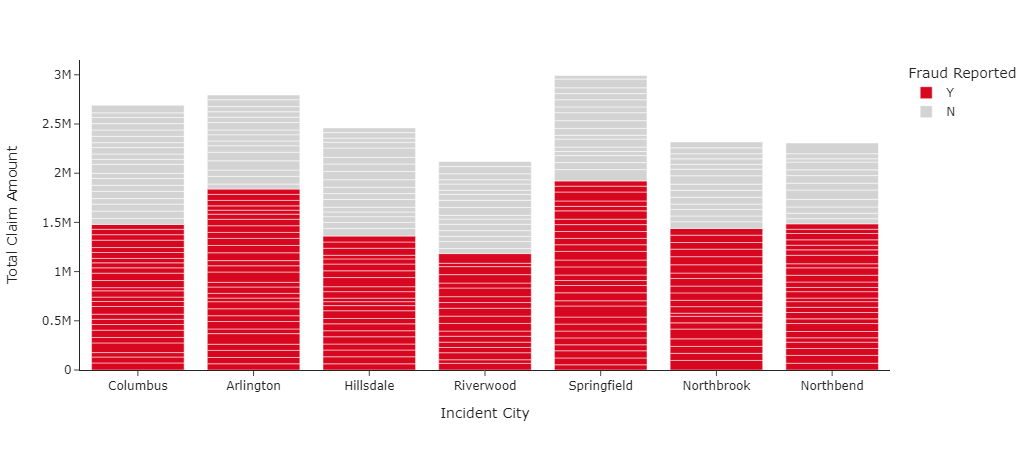 Fraud Reported
Y
N
3M
2.5M
2M
1.5M
1M
0.5M
0
Total Claim Amount
Columbus
Arlington
Hillsdale
Riverwood
Springfield
Northbrook
Northbend
Incident City